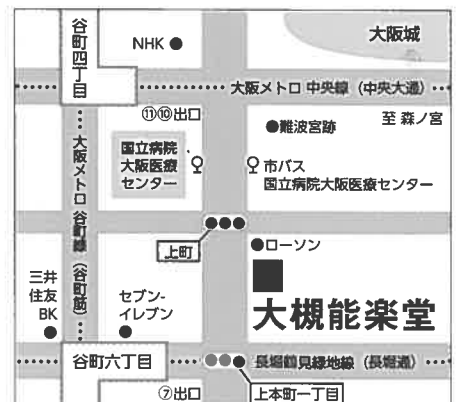 谷町四丁目
NHK
大阪城
大阪メトロ 中央線（中央大通）
⑪⑩出口
難波宮跡
至 森ノ宮
国立病院
大阪医療
センター
市バス
国立病院大阪医療センター
大阪メトロ 谷町線（谷町筋）
上町
ローソン
三井
住友
BK
セブン-
イレブン
大槻能楽堂
谷町六丁目
長堀鶴見緑地線（長堀通）
⑦出口
上本町一丁目